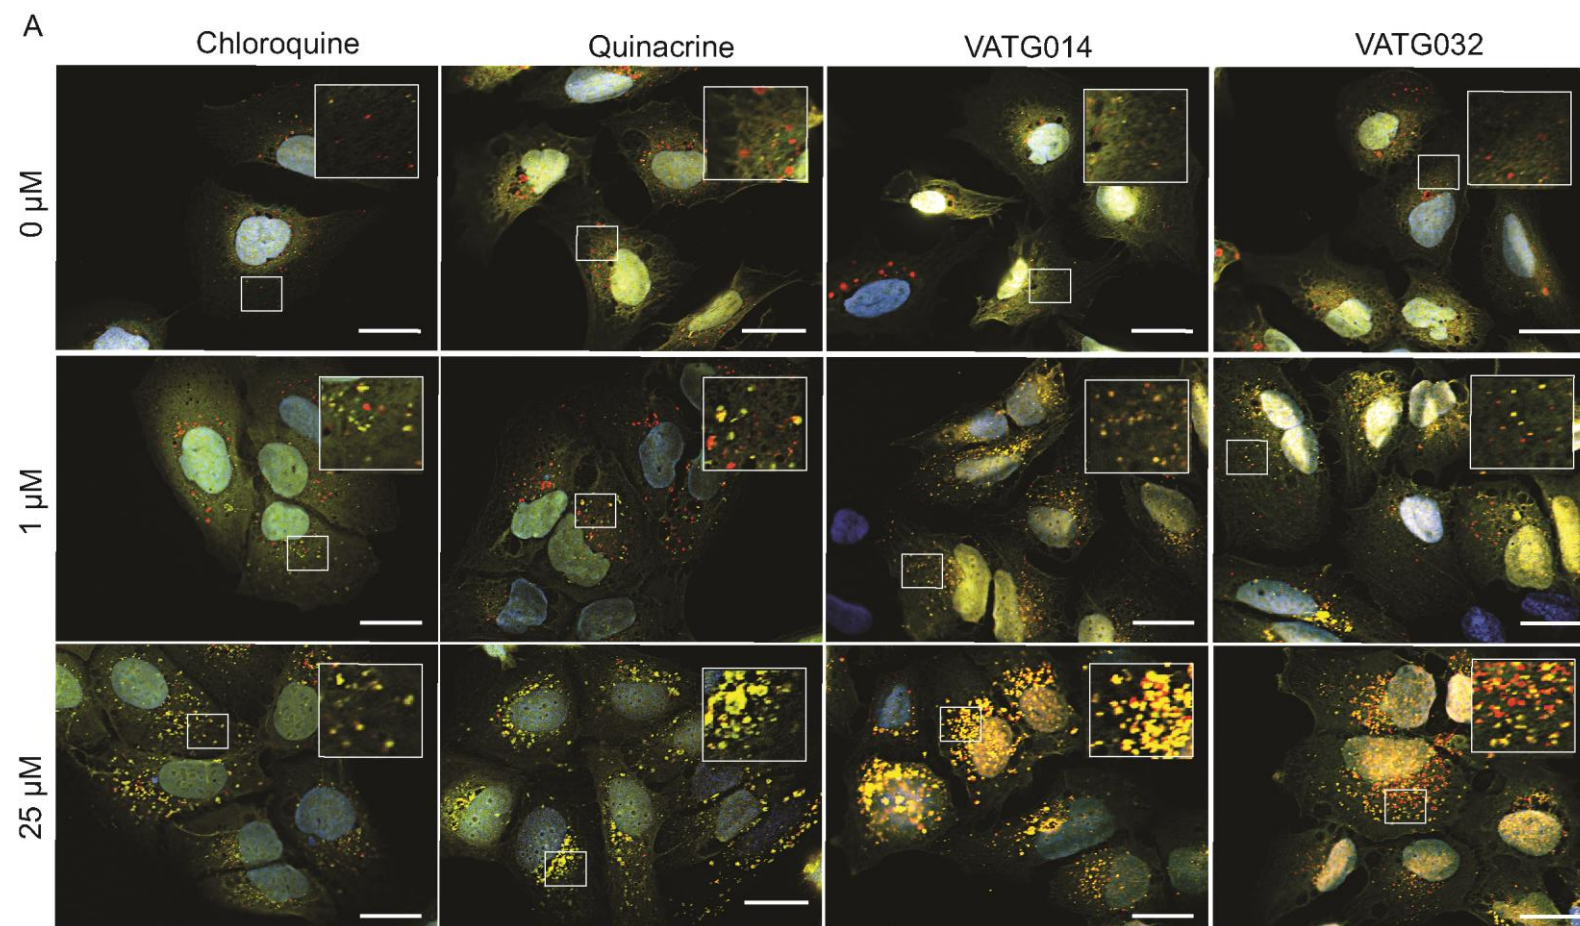 A
Chloroquine Quinacrine VATG014 VATG032
0 µM
1 µM
25 µM